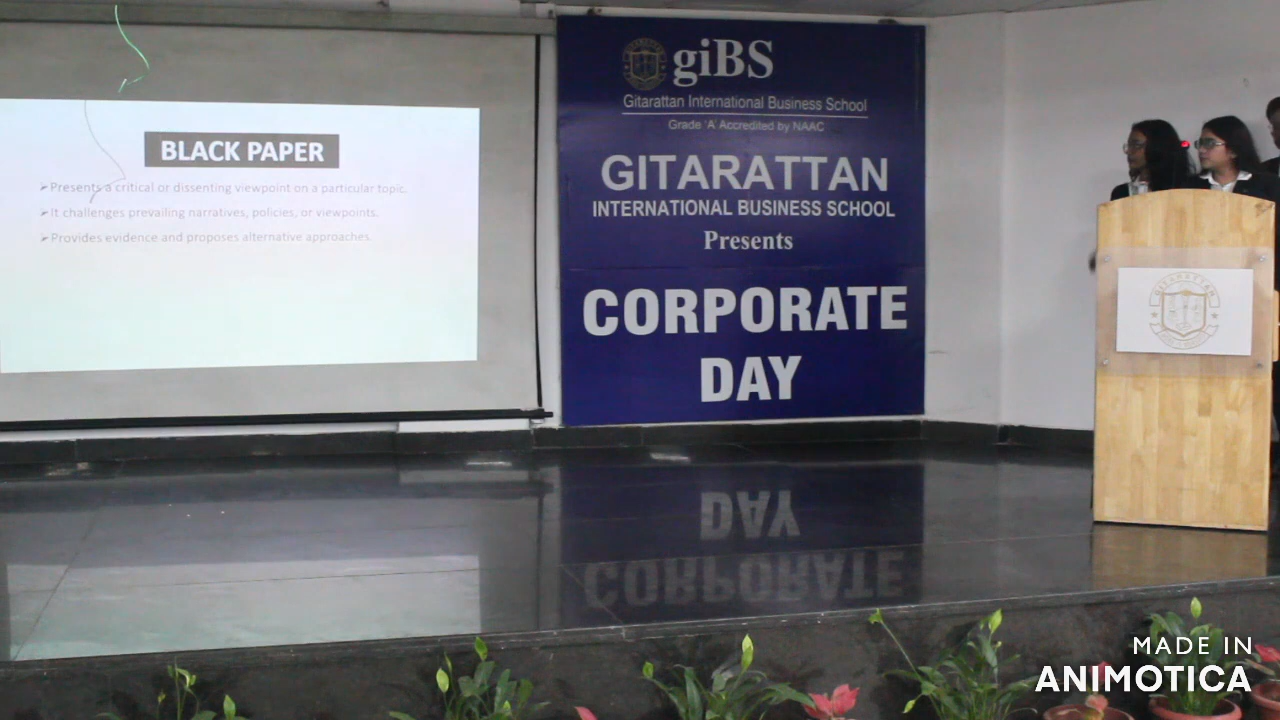 BLACK PAPER
➢Presents a critical or dissenting viewpoint on a particular topic.
➢It challenges prevailing narratives, policies, or viewpoints.
➢Provides evidence and proposes alternative approaches.
giBS
Gitarattan International Business School
Grade 'A' Accredited by NAAC
GITARATTAN
INTERNATIONAL BUSINESS SCHOOL
Presents
CORPORATE
DAY
GITARATTAN
MADE IN
ANIMOTICA